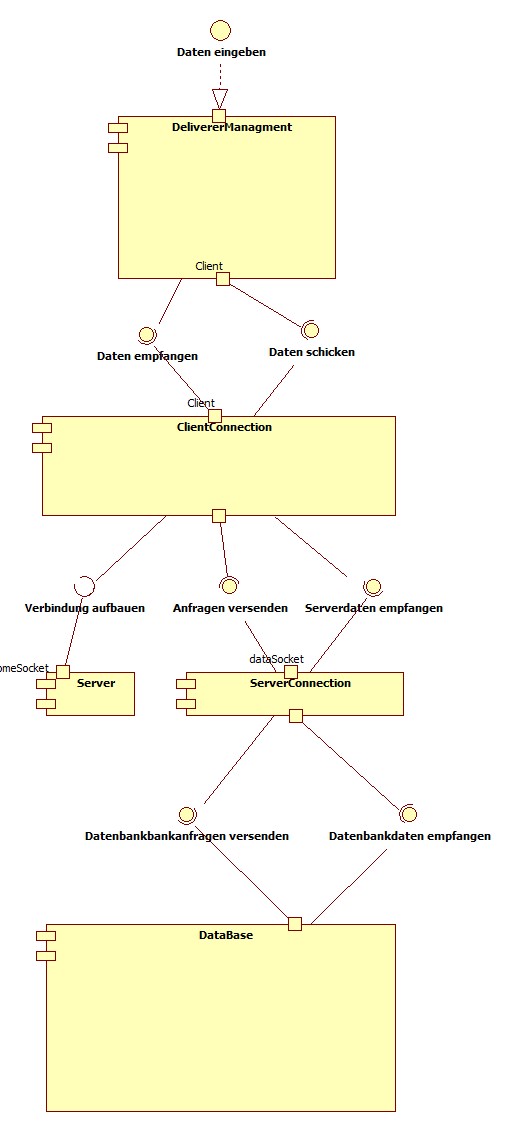 Daten eingeben
DelivererManagment
Client
Daten empfangen
Daten schicken
Client
ClientConnection
Verbindung aufbauen
Anfragen versenden
Serverdaten empfangen
dataSocket
omeSocket
Server
ServerConnection
Datenbankbankanfragen versenden
Datenbankdaten empfangen
DataBase